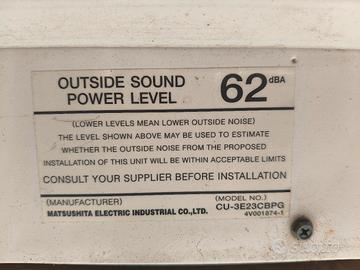 OUTSIDE SOUND
POWER LEVEL
62 dBA
(LOWER LEVELS MEAN LOWER OUTSIDE NOISE)
THE LEVEL SHOWN ABOVE MAY BE USED TO ESTIMATE
WHETHER THE OUTSIDE NOISE FROM THE PROPOSED
INSTALLATION OF THIS UNIT WILL BE WITHIN ACCEPTABLE LIMITS
CONSULT YOUR SUPPLIER BEFORE INSTALLATION
(MANUFACTURER)
MATSUSHITA ELECTRIC INDUSTRIAL CO.,LTD.
(MODEL NO.)
CU-3E23CBPG
4V001874-1
subito